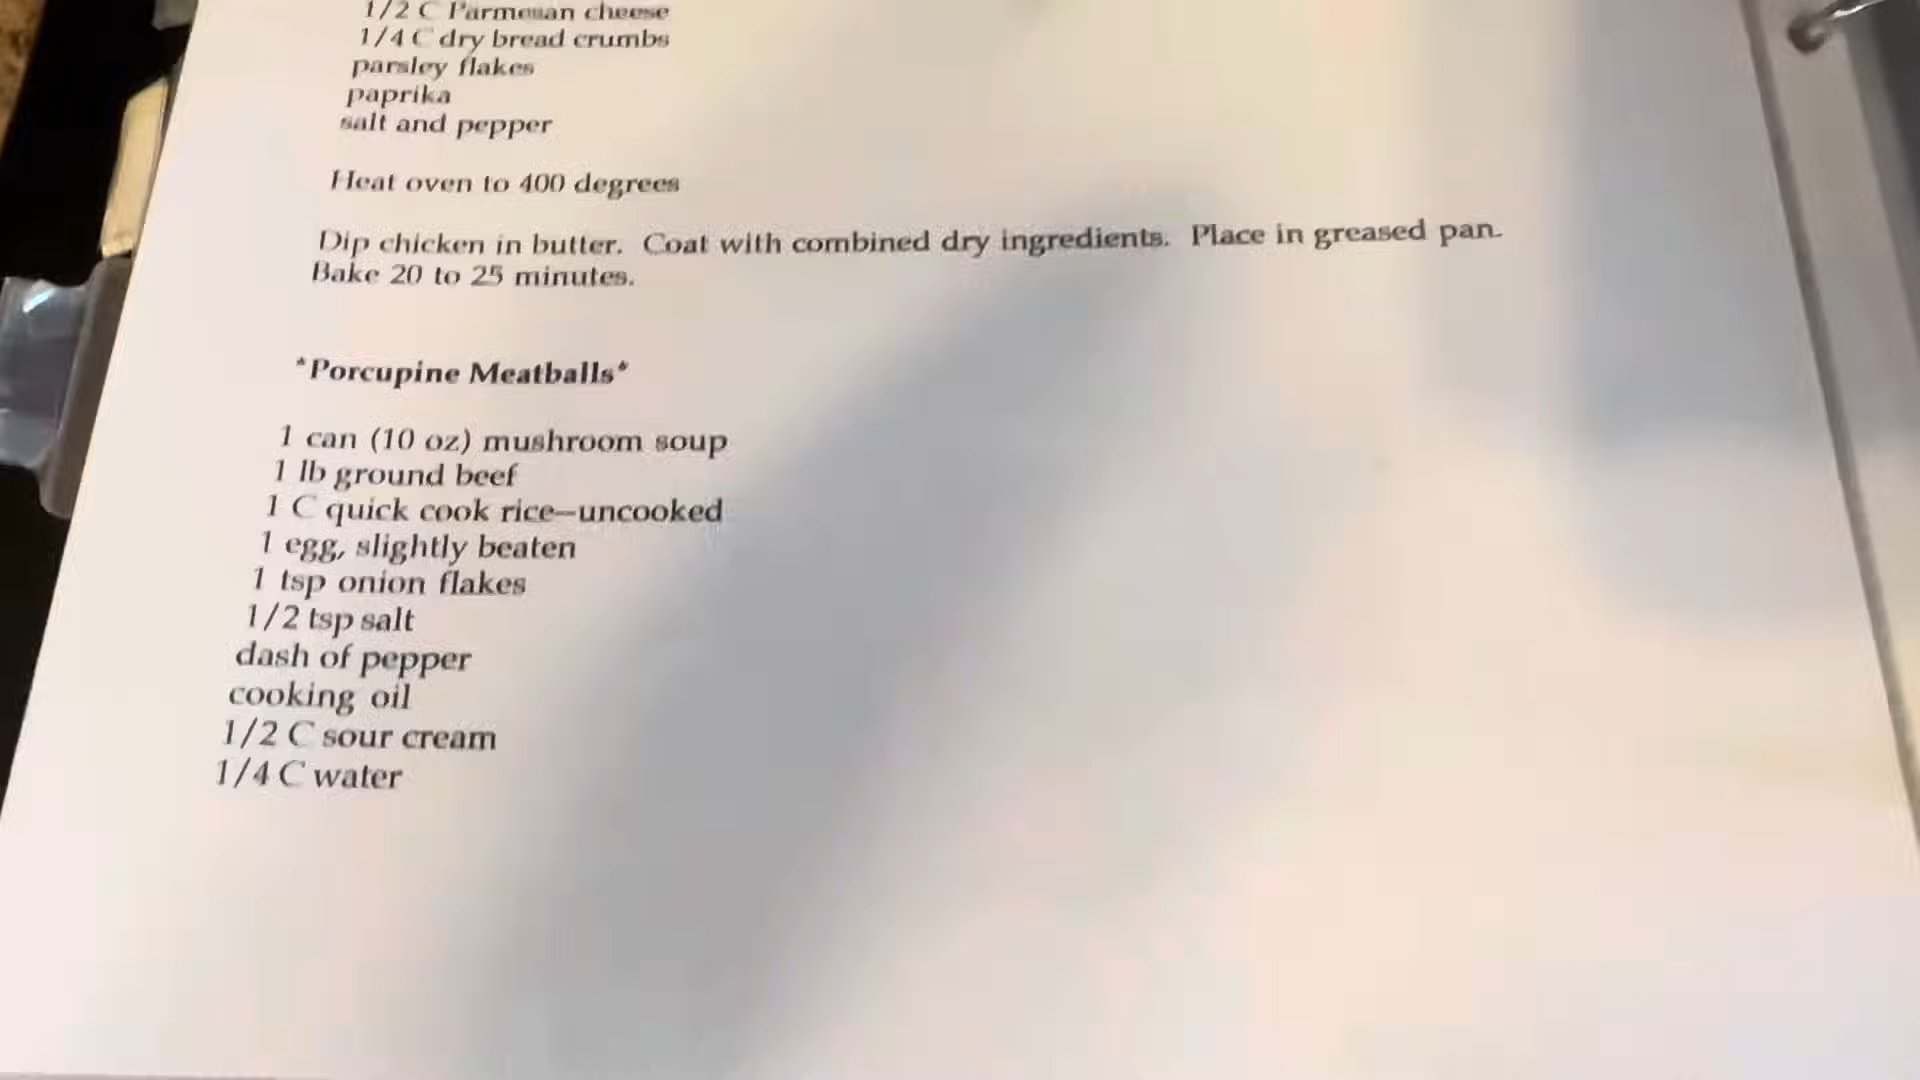 1/2 C Parmesan cheese
1/4 C dry bread crumbs
parsley flakes
paprika
salt and pepper
Heat oven to 400 degrees
Dip chicken in butter.  Coat with combined dry ingredients.  Place in greased pan.
Bake 20 to 25 minutes.
*Porcupine Meatballs*
1 can (10 oz) mushroom soup
1 lb ground beef
1 C quick cook rice—uncooked
1 egg, slightly beaten
1 tsp onion flakes
1/2 tsp salt
dash of pepper
cooking oil
1/2 C sour cream
1/4 C water